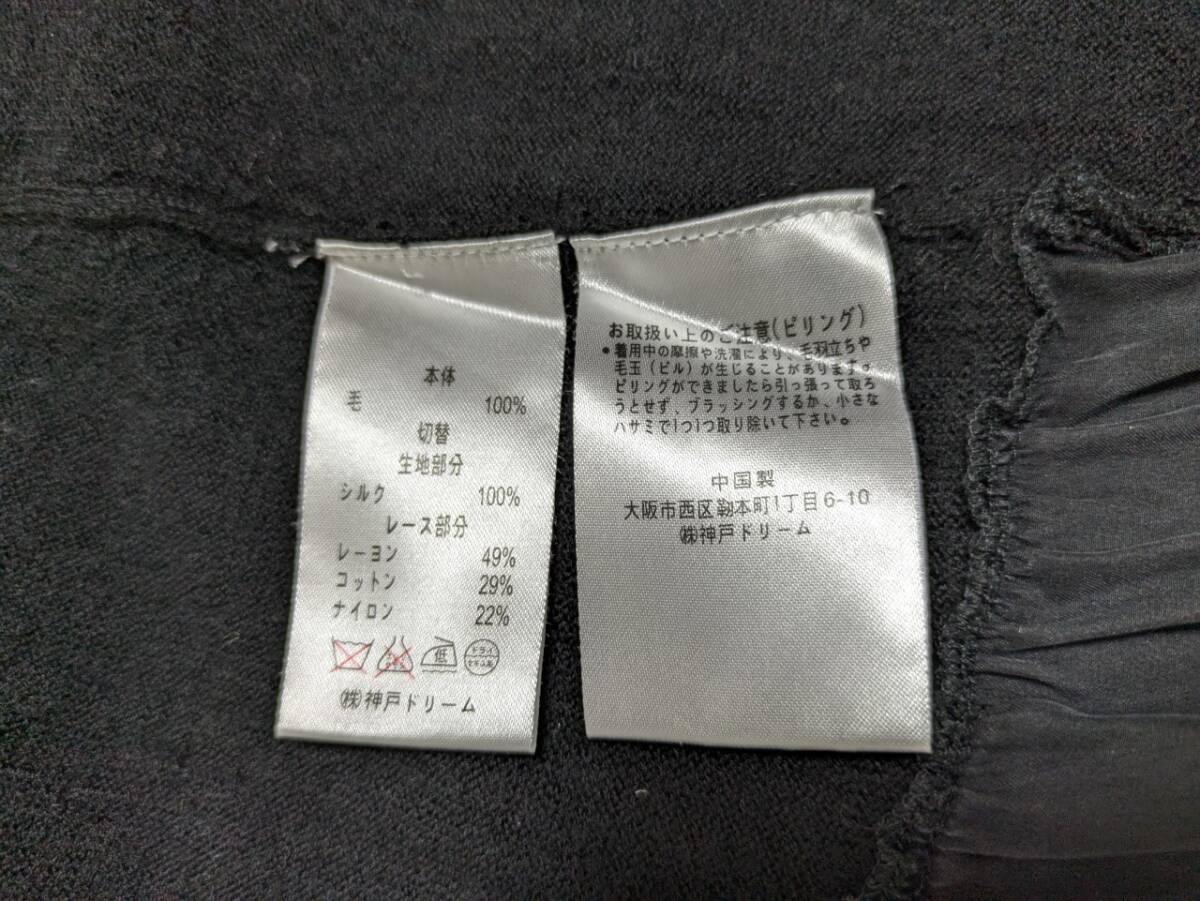 本体
毛 100%
切替
生地部分
シルク 100%
レース部分
レーヨン 49%
コットン 29%
ナイロン 22%
低 ドライ セキユ系
㈱神戸ドリーム
お取扱い上のご注意(ピリング)
•着用中の摩擦や洗濯により、毛羽立ちや
毛玉(ピル)が生じることがあります。
ピリングができましたら引っ張って取ろ
うとせず、ブラッシングするか、小さな
ハサミで1つ1つ取り除いて下さい。
中国製
大阪市西区靭本町1丁目6-10
㈱神戸ドリーム